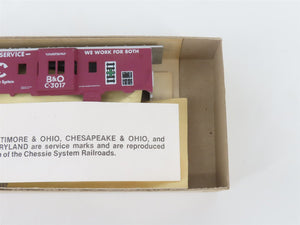 SERVICE
WE WORK FOR BOTH
C
B&O
C-3017
TIMORE & OHIO, CHESAPEAKE & OHIO, and
RYLAND are service marks and are reproduced
n of the Chessie System Railroads.